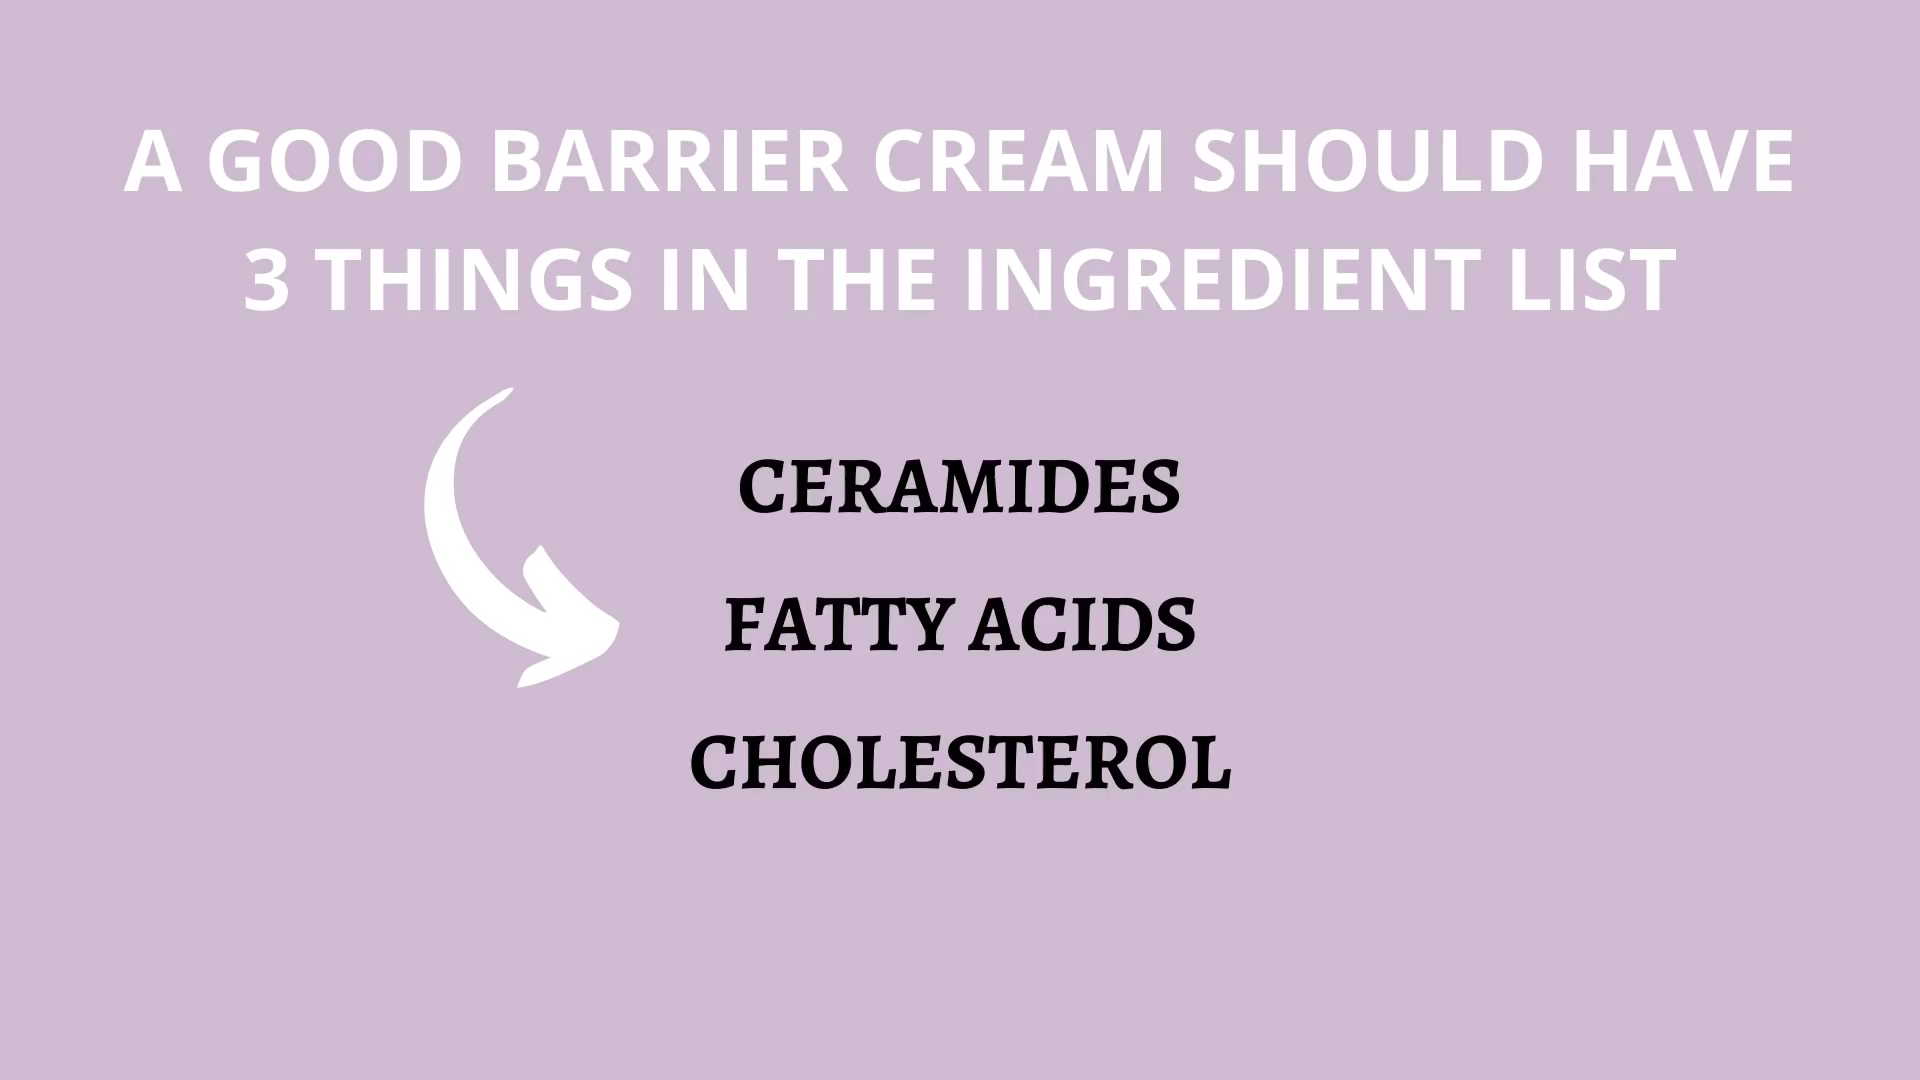 A GOOD BARRIER CREAM SHOULD HAVE
3 THINGS IN THE INGREDIENT LIST
CERAMIDES
FATTY ACIDS
CHOLESTEROL